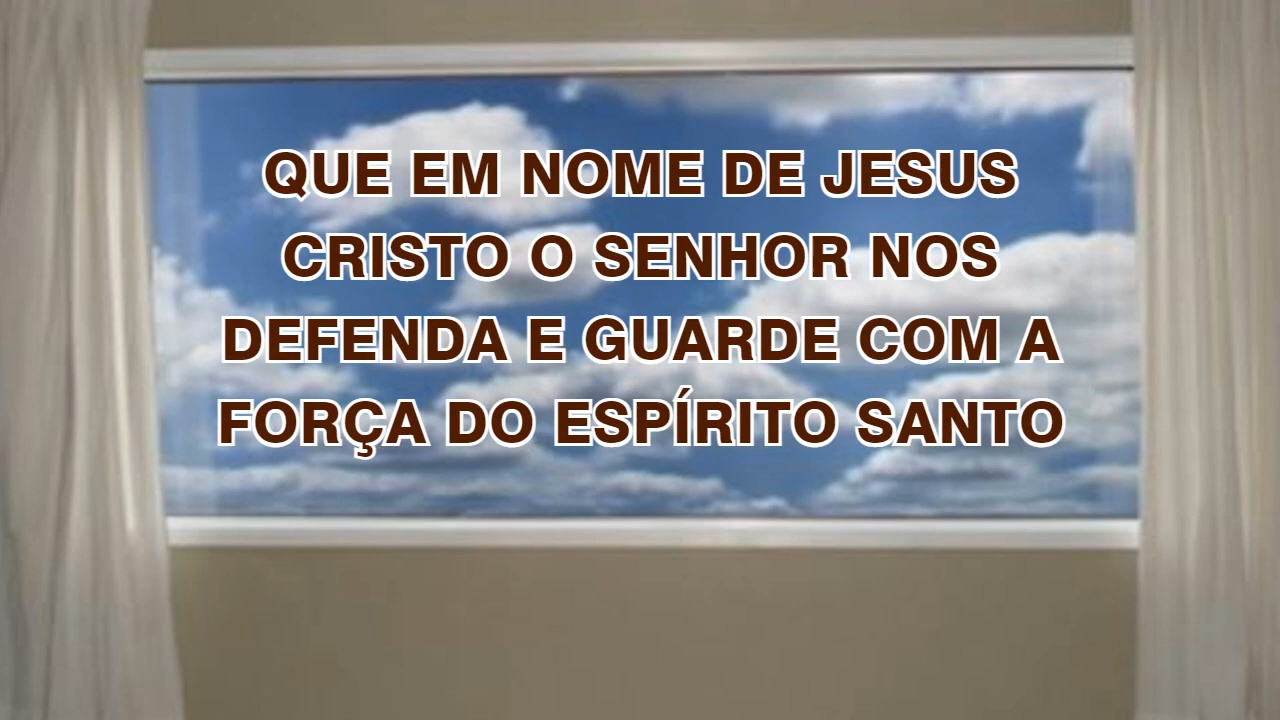 QUE EM NOME DE JESUS
CRISTO O SENHOR NOS
DEFENDA E GUARDE COM A
FORÇA DO ESPÍRITO SANTO